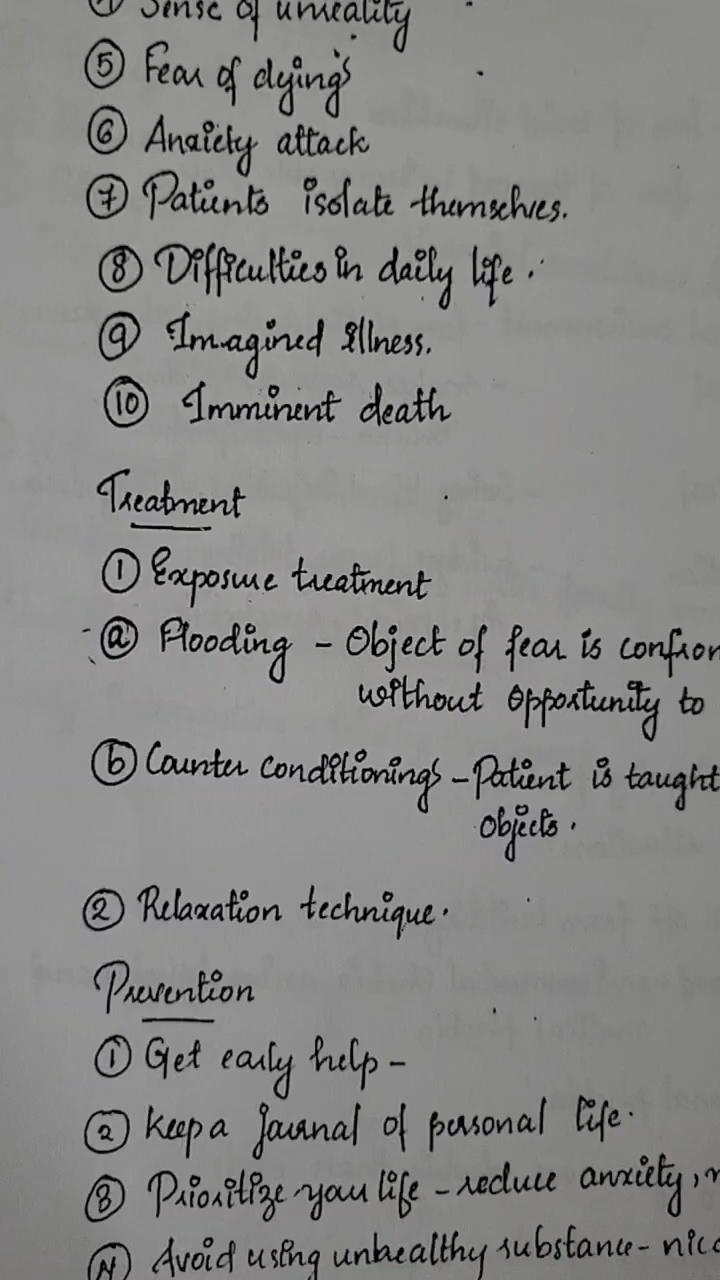 ④ Sense of unreality
⑤ Fear of dying's
⑥ Anxiety attack
⑦ Patients isolate themselves.
⑧ Difficulties in daily life.
⑨ Imagined illness.
⑩ Imminent death
Treatment
① Exposure treatment
ⓐ Flooding - Object of fear is confron
without opportunity to
ⓑ Counter conditionings - Patient is taught
objects.
② Relaxation technique.
Prevention
① Get early help -
② Keep a Journal of personal life.
③ Prioritize your life - reduce anxiety,
Avoid using unhealthy substance - nico